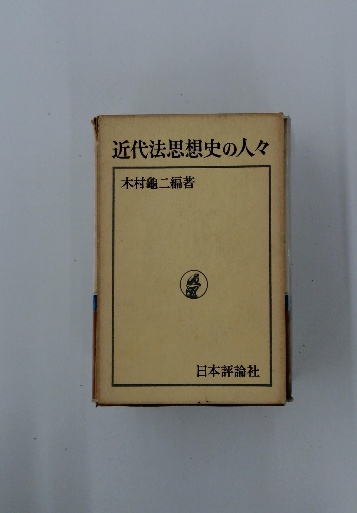 近代法思想史の人々
木村龜二編著
日本評論社